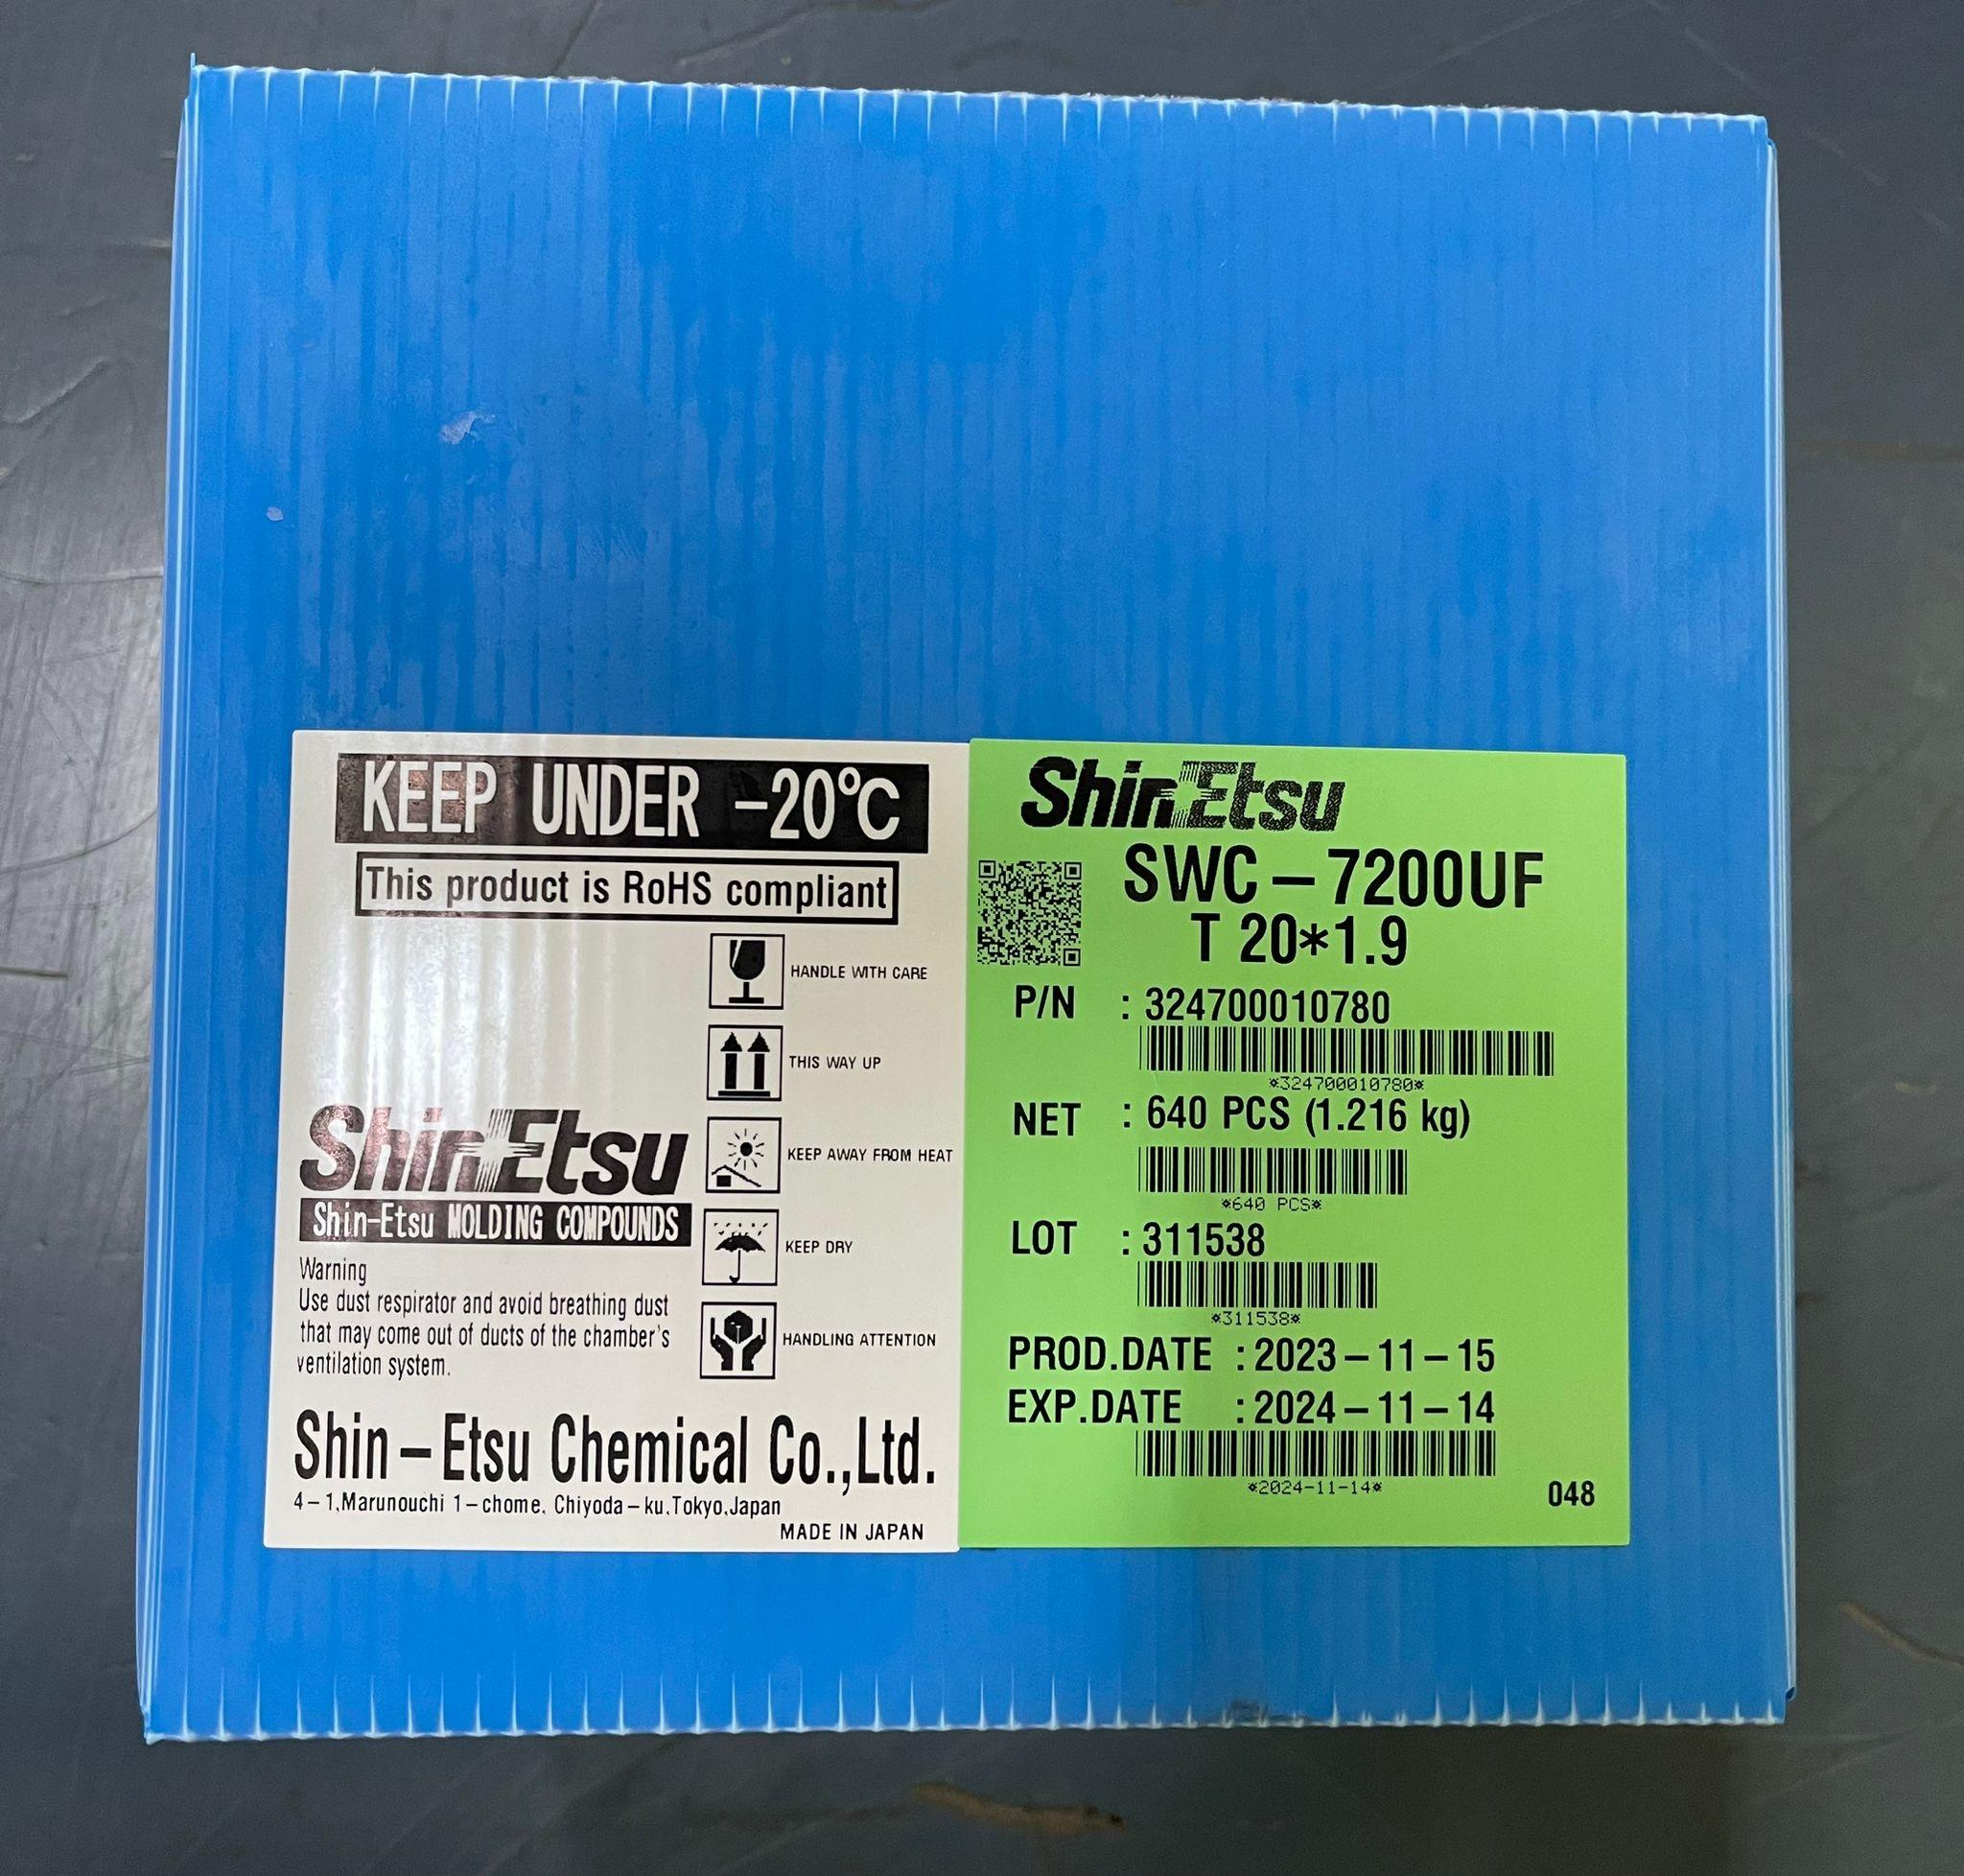 KEEP UNDER -20°C
This product is RoHS compliant
HANDLE WITH CARE
THIS WAY UP
KEEP AWAY FROM HEAT
KEEP DRY
HANDLING ATTENTION
Shin Etsu
Shin-Etsu MOLDING COMPOUNDS
Warning
Use dust respirator and avoid breathing dust
that may come out of ducts of the chamber's
ventilation system.
Shin-Etsu Chemical Co.,Ltd.
4-1,Marunouchi 1-chome, Chiyoda-ku,Tokyo,Japan
MADE IN JAPAN
Shin Etsu
SWC-7200UF
T 20*1.9
P/N : 324700010780
*324700010780*
NET : 640 PCS (1.216 kg)
*640 PCS*
LOT : 311538
*311538*
PROD.DATE : 2023-11-15
EXP.DATE : 2024-11-14
*2024-11-14*
048